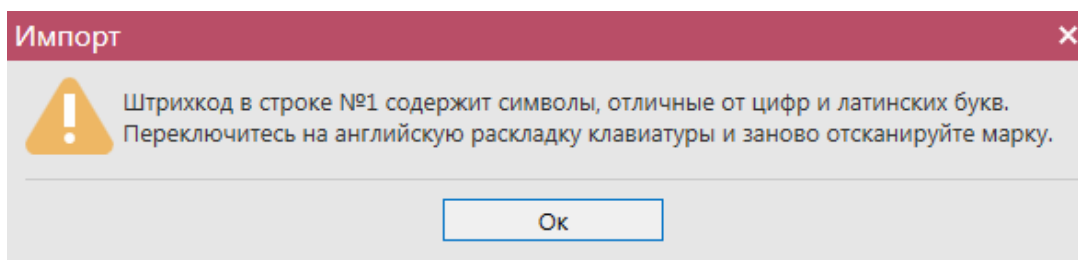 Импорт
Штрихкод в строке №1 содержит символы, отличные от цифр и латинских букв.
Переключитесь на английскую раскладку клавиатуры и заново отсканируйте марку.
Ок